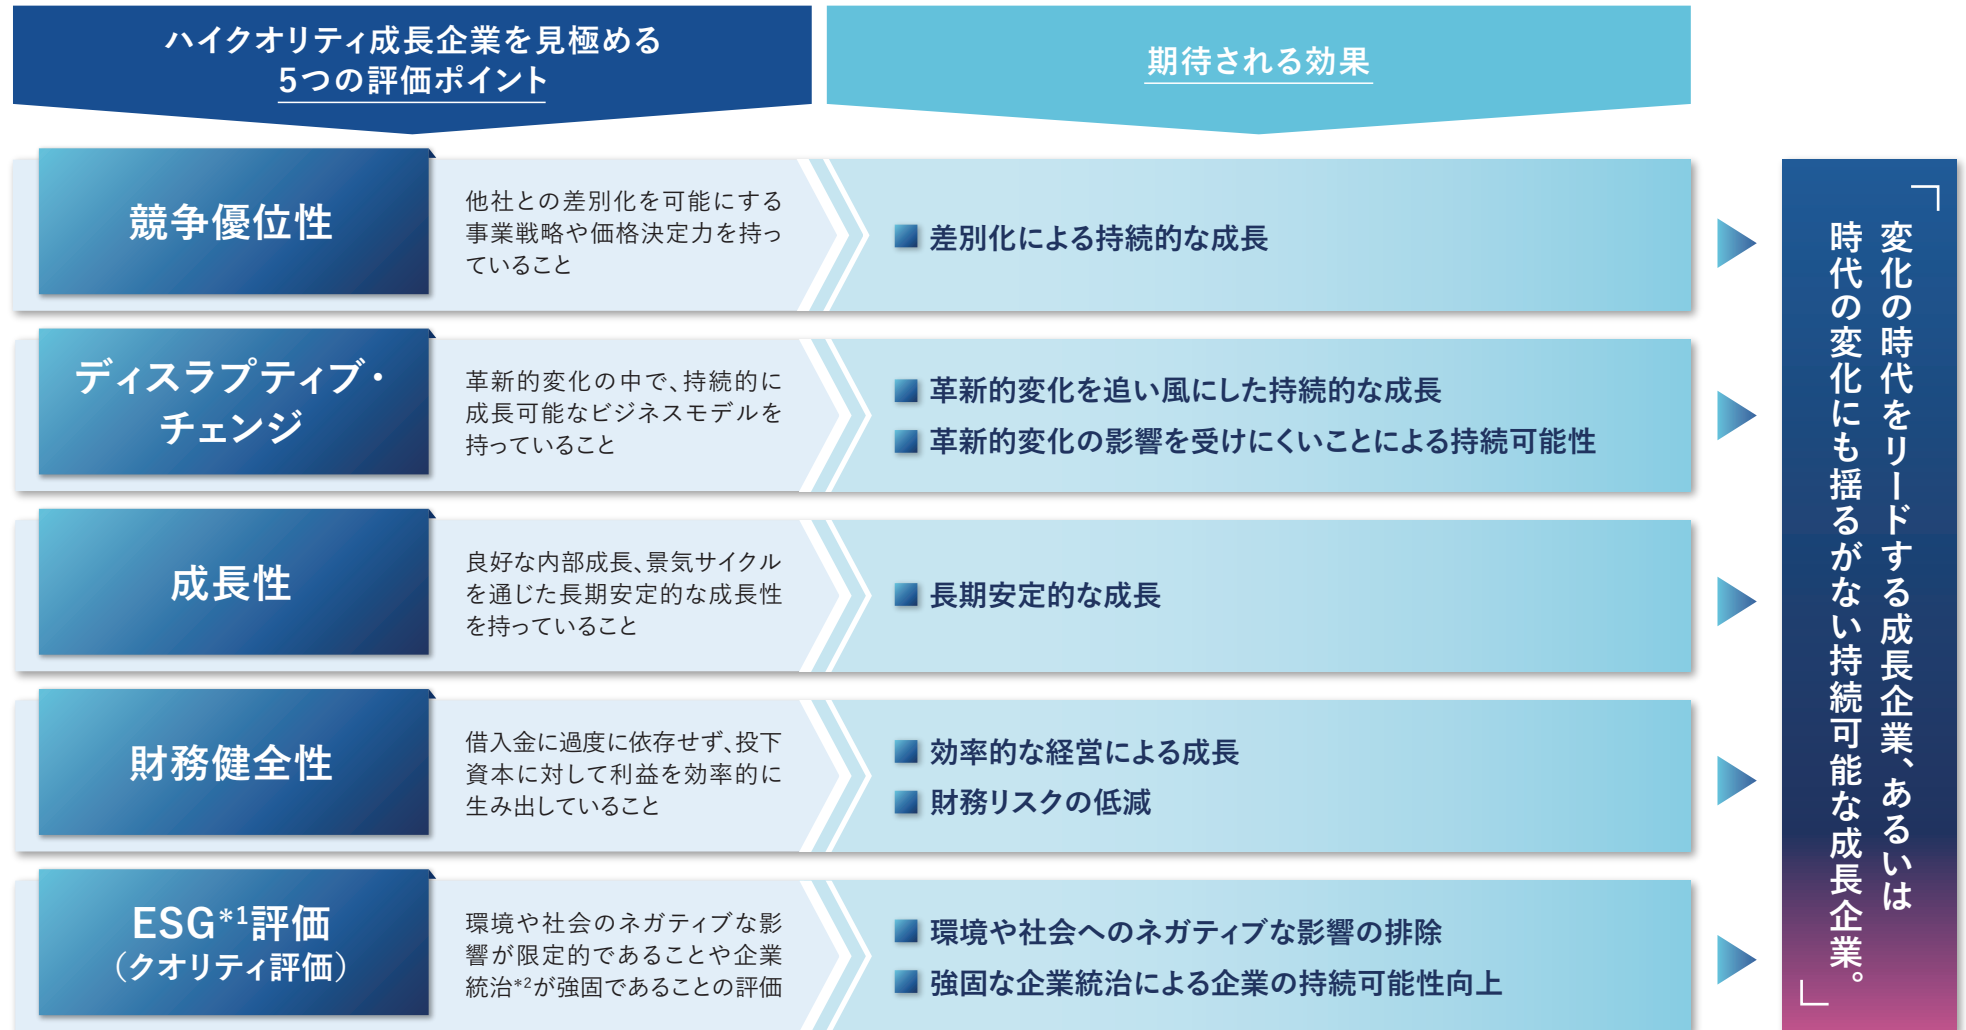 ハイクオリティ成長企業を見極める
5つの評価ポイント
期待される効果
競争優位性
他社との差別化を可能にする
事業戦略や価格決定力を持っ
ていること
差別化による持続的な成長
ディスラプティブ・
チェンジ
革新的変化の中で、持続的に
成長可能なビジネスモデルを
持っていること
革新的変化を追い風にした持続的な成長
革新的変化の影響を受けにくいことによる持続可能性
成長性
良好な内部成長、景気サイクル
を通じた長期安定的な成長性
を持っていること
長期安定的な成長
財務健全性
借入金に過度に依存せず、投下
資本に対して利益を効率的に
生み出していること
効率的な経営による成長
財務リスクの低減
ESG*1評価
（クオリティ評価）
環境や社会のネガティブな影
響が限定的であることや企業
統治*2が強固であることの評価
環境や社会へのネガティブな影響の排除
強固な企業統治による企業の持続可能性向上
「変化の時代をリードする成長企業、あるいは
時代の変化にも揺るがない持続可能な成長企業。」